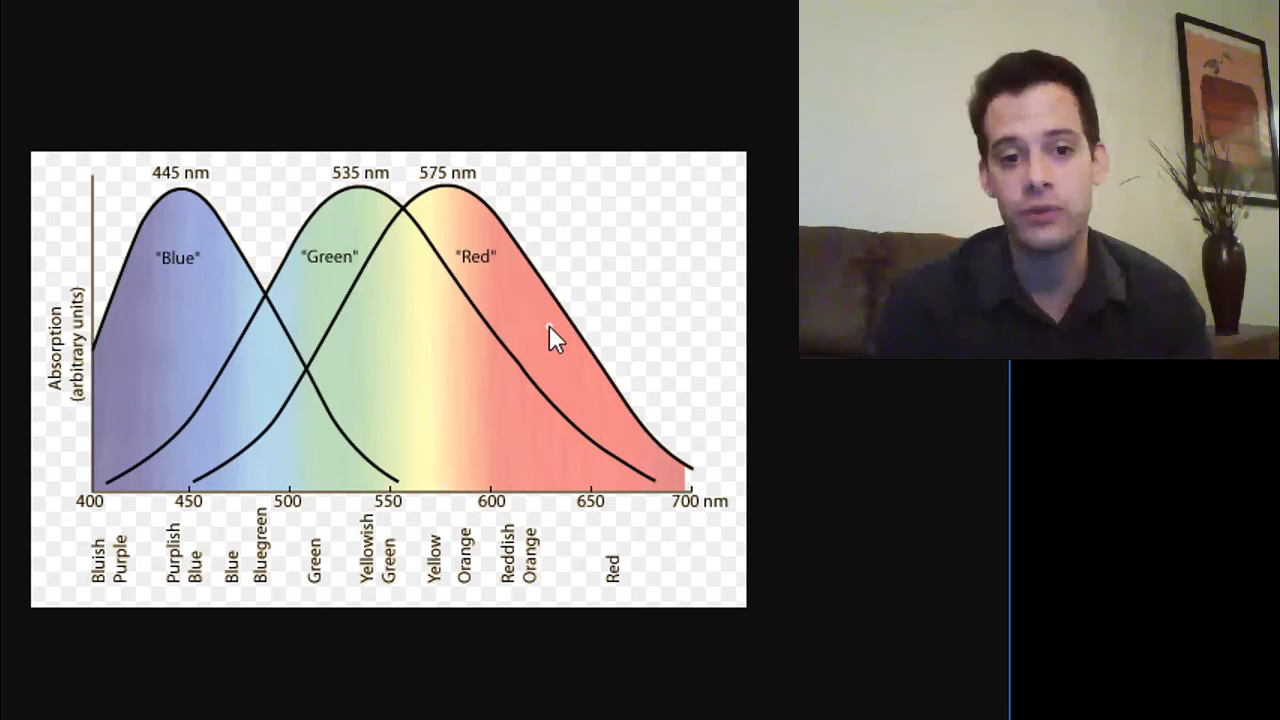 445 nm
535 nm
575 nm
"Blue"
"Green"
"Red"
Absorption
(arbitrary units)
400
450
500
550
600
650
700 nm
Bluish
Purple
Purplish
Blue
Blue
Bluegreen
Green
Yellowish
Green
Yellow
Orange
Reddish
Orange
Red